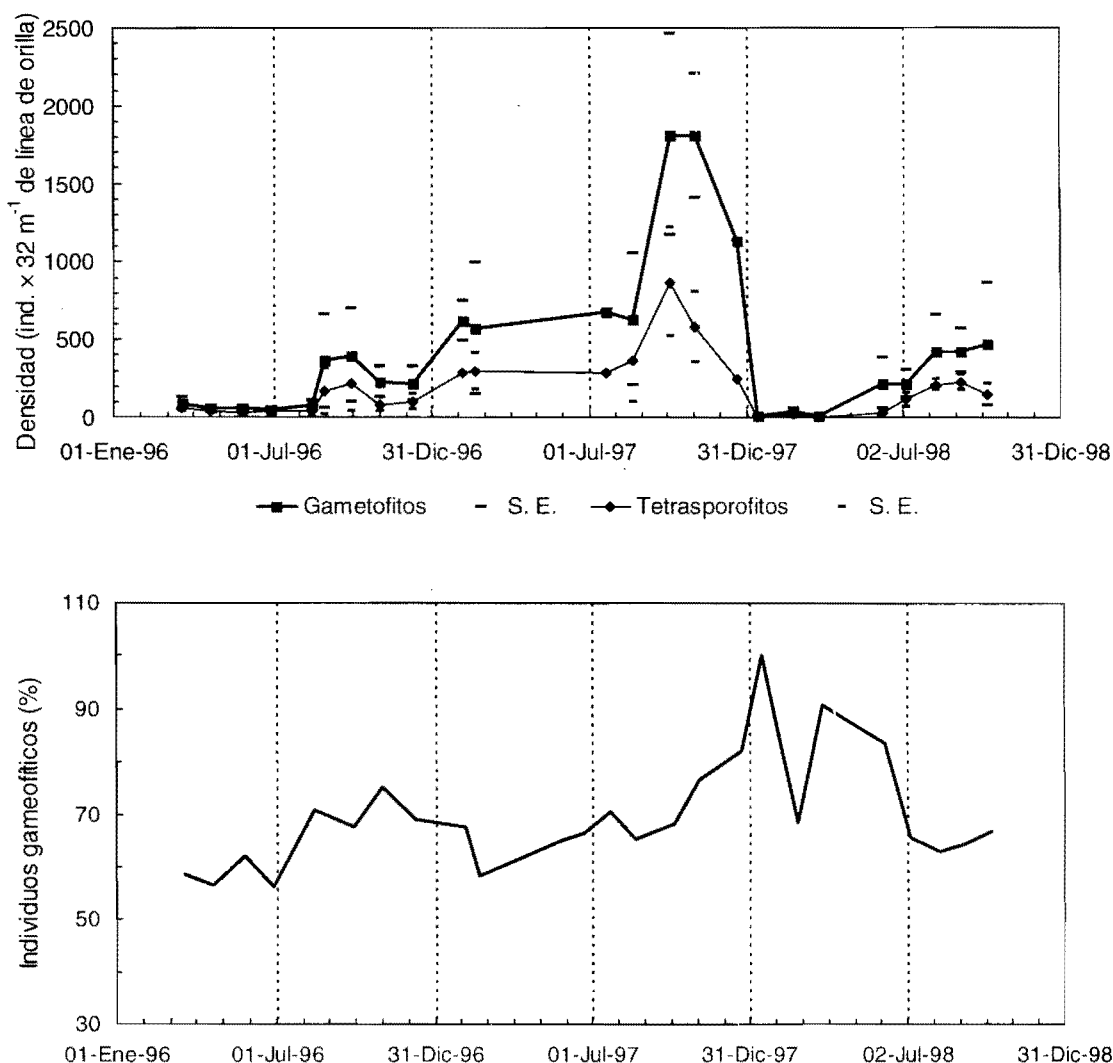 Densidad (ind. × 32 m⁻¹ de línea de orilla)
2500
2000
1500
1000
500
0
01-Ene-96 01-Jul-96 31-Dic-96 01-Jul-97 31-Dic-97 02-Jul-98 31-Dic-98
Gametofitos - S. E. Tetrasporofitos - S. E.
Individuos gameofíticos (%)
110
90
70
50
30
01-Ene-96 01-Jul-96 31-Dic-96 01-Jul-97 31-Dic-97 02-Jul-98 31-Dic-98